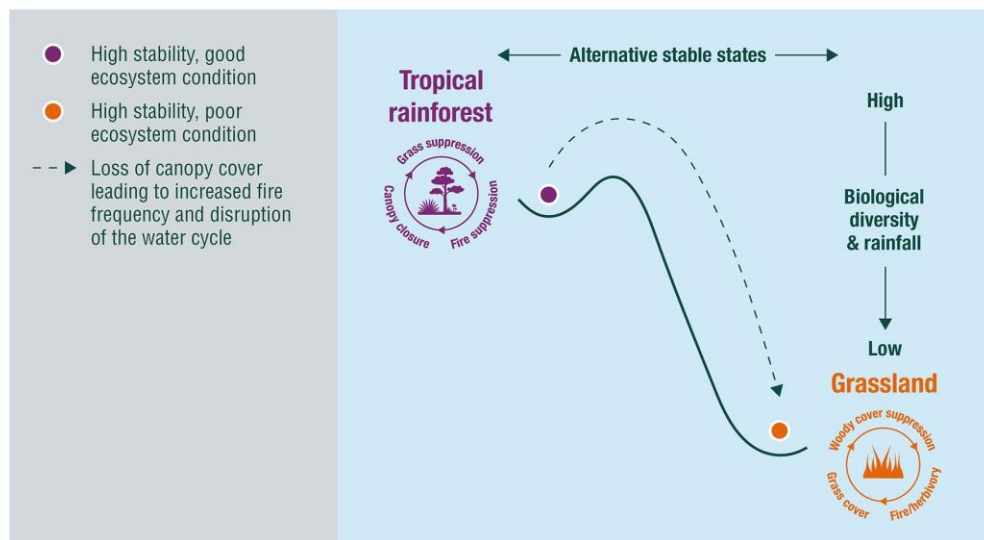 High stability, good
ecosystem condition
High stability, poor
ecosystem condition
Loss of canopy cover
leading to increased fire
frequency and disruption
of the water cycle
Alternative stable states
Tropical
rainforest
Grass suppression
Canopy closure
Fire suppression
High
Biological
diversity
& rainfall
Low
Grassland
Woody cover suppression
Grass cover
Fire/herbivory